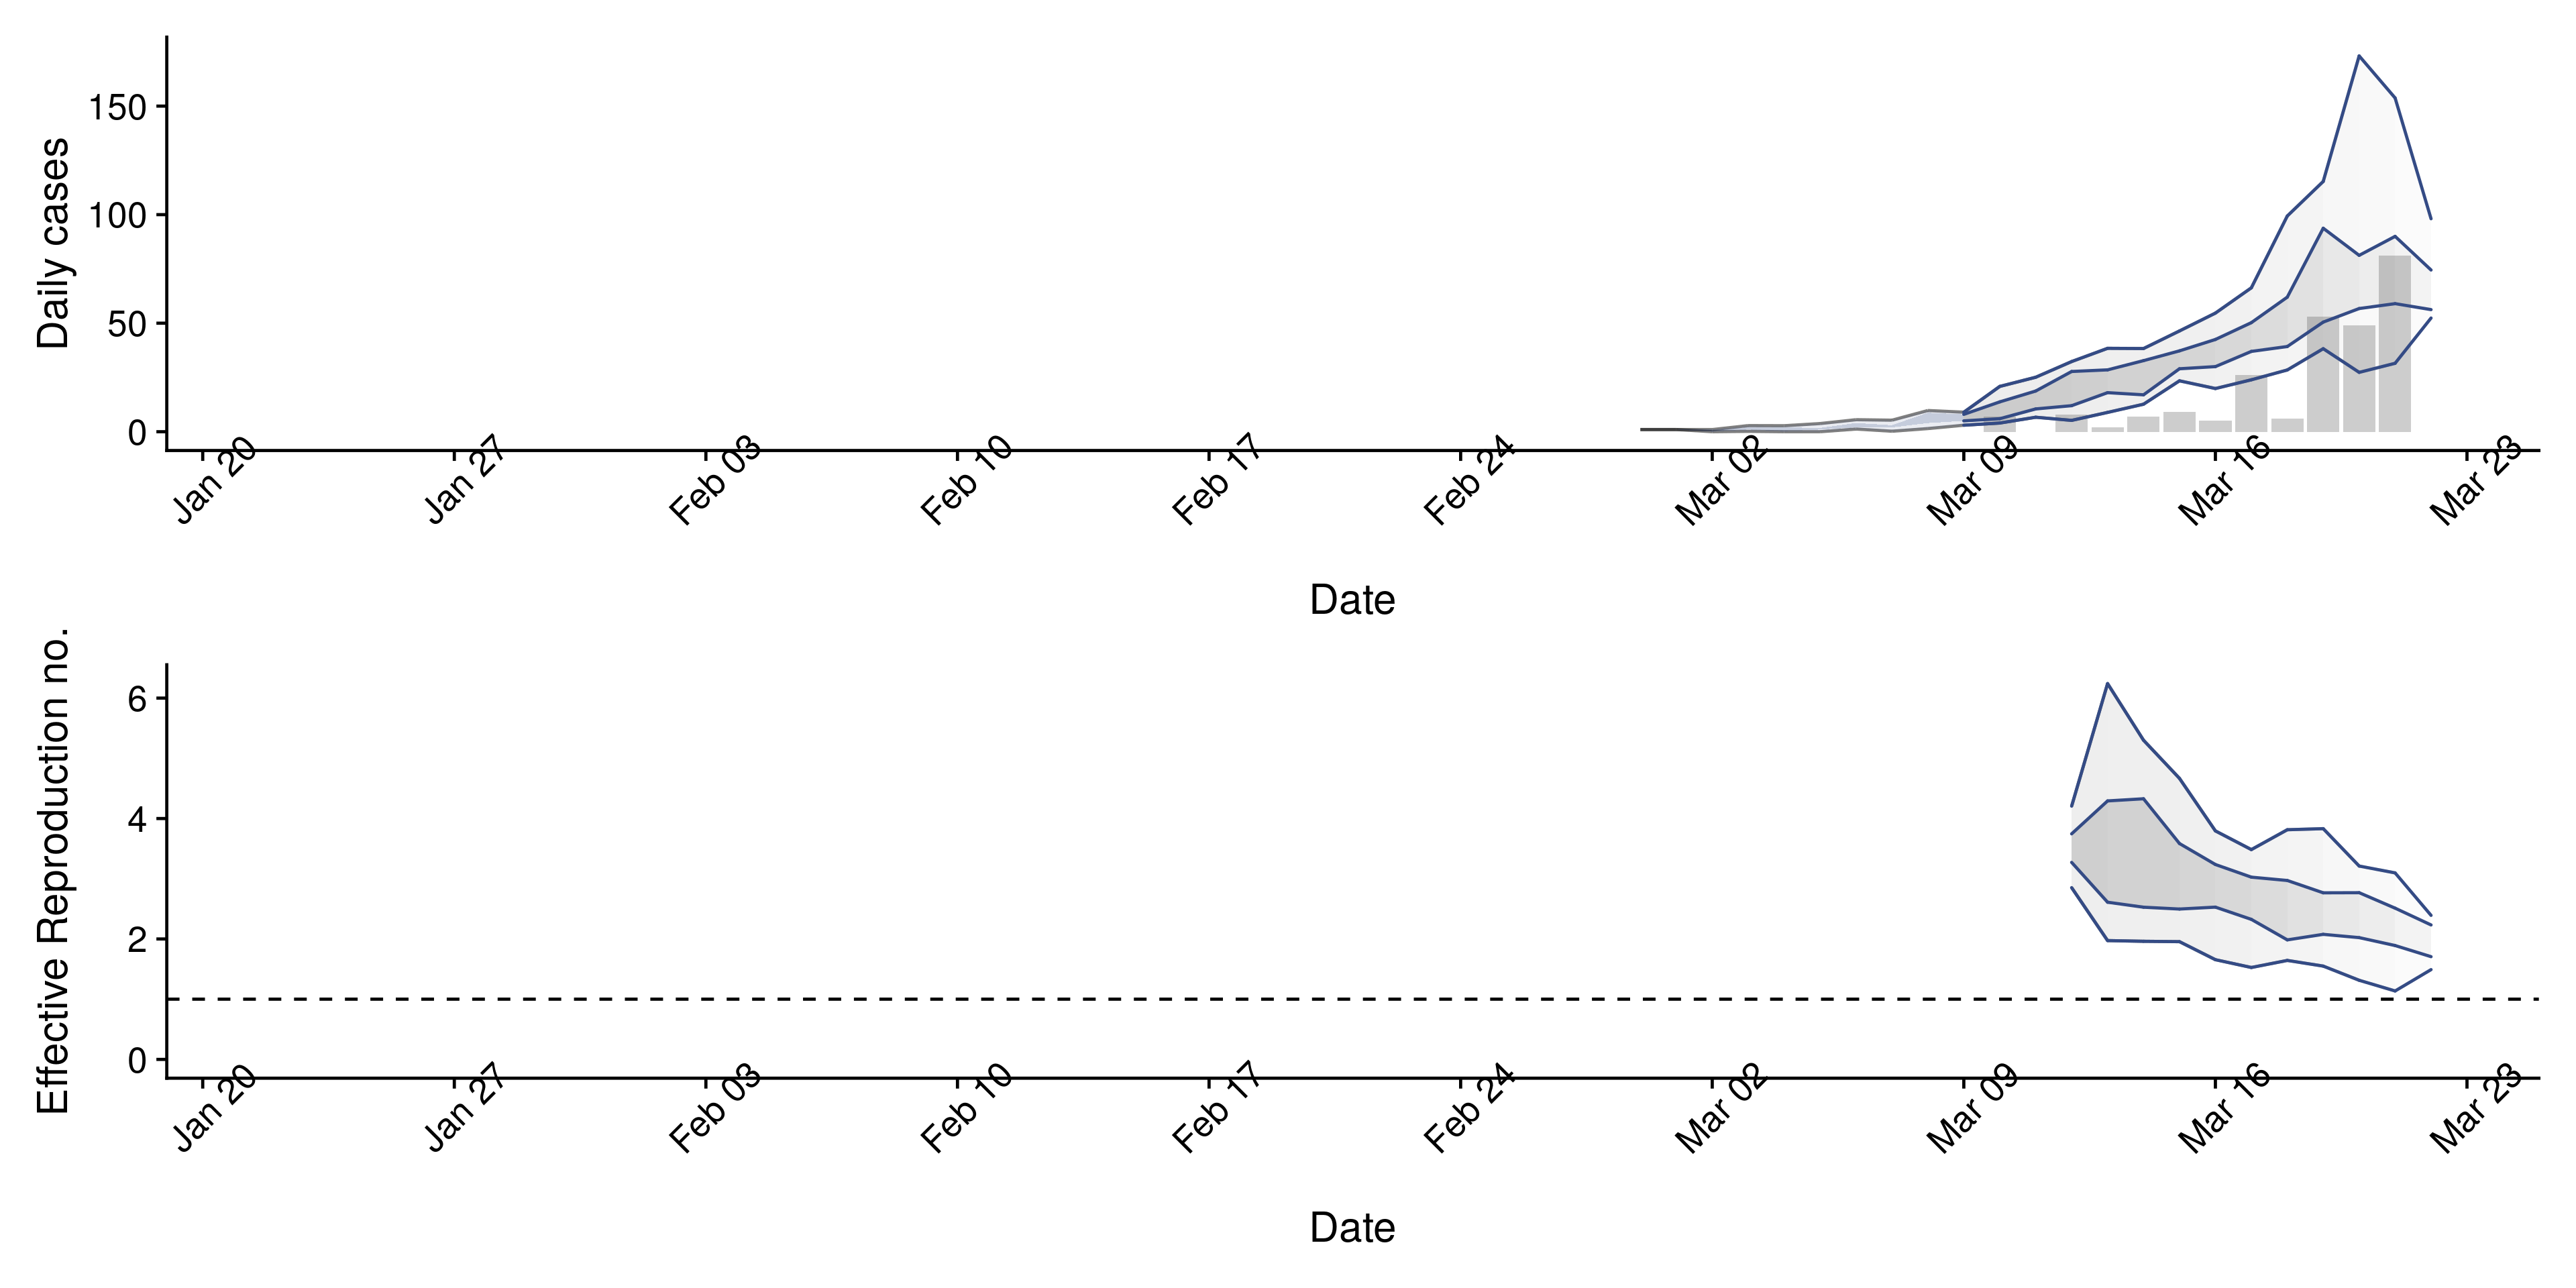 Daily cases
150
100
50
0
Jan 20
Jan 27
Feb 03
Feb 10
Feb 17
Feb 24
Mar 02
Mar 09
Mar 16
Mar 23
Date
Effective Reproduction no.
6
4
2
0
Jan 20
Jan 27
Feb 03
Feb 10
Feb 17
Feb 24
Mar 02
Mar 09
Mar 16
Mar 23
Date